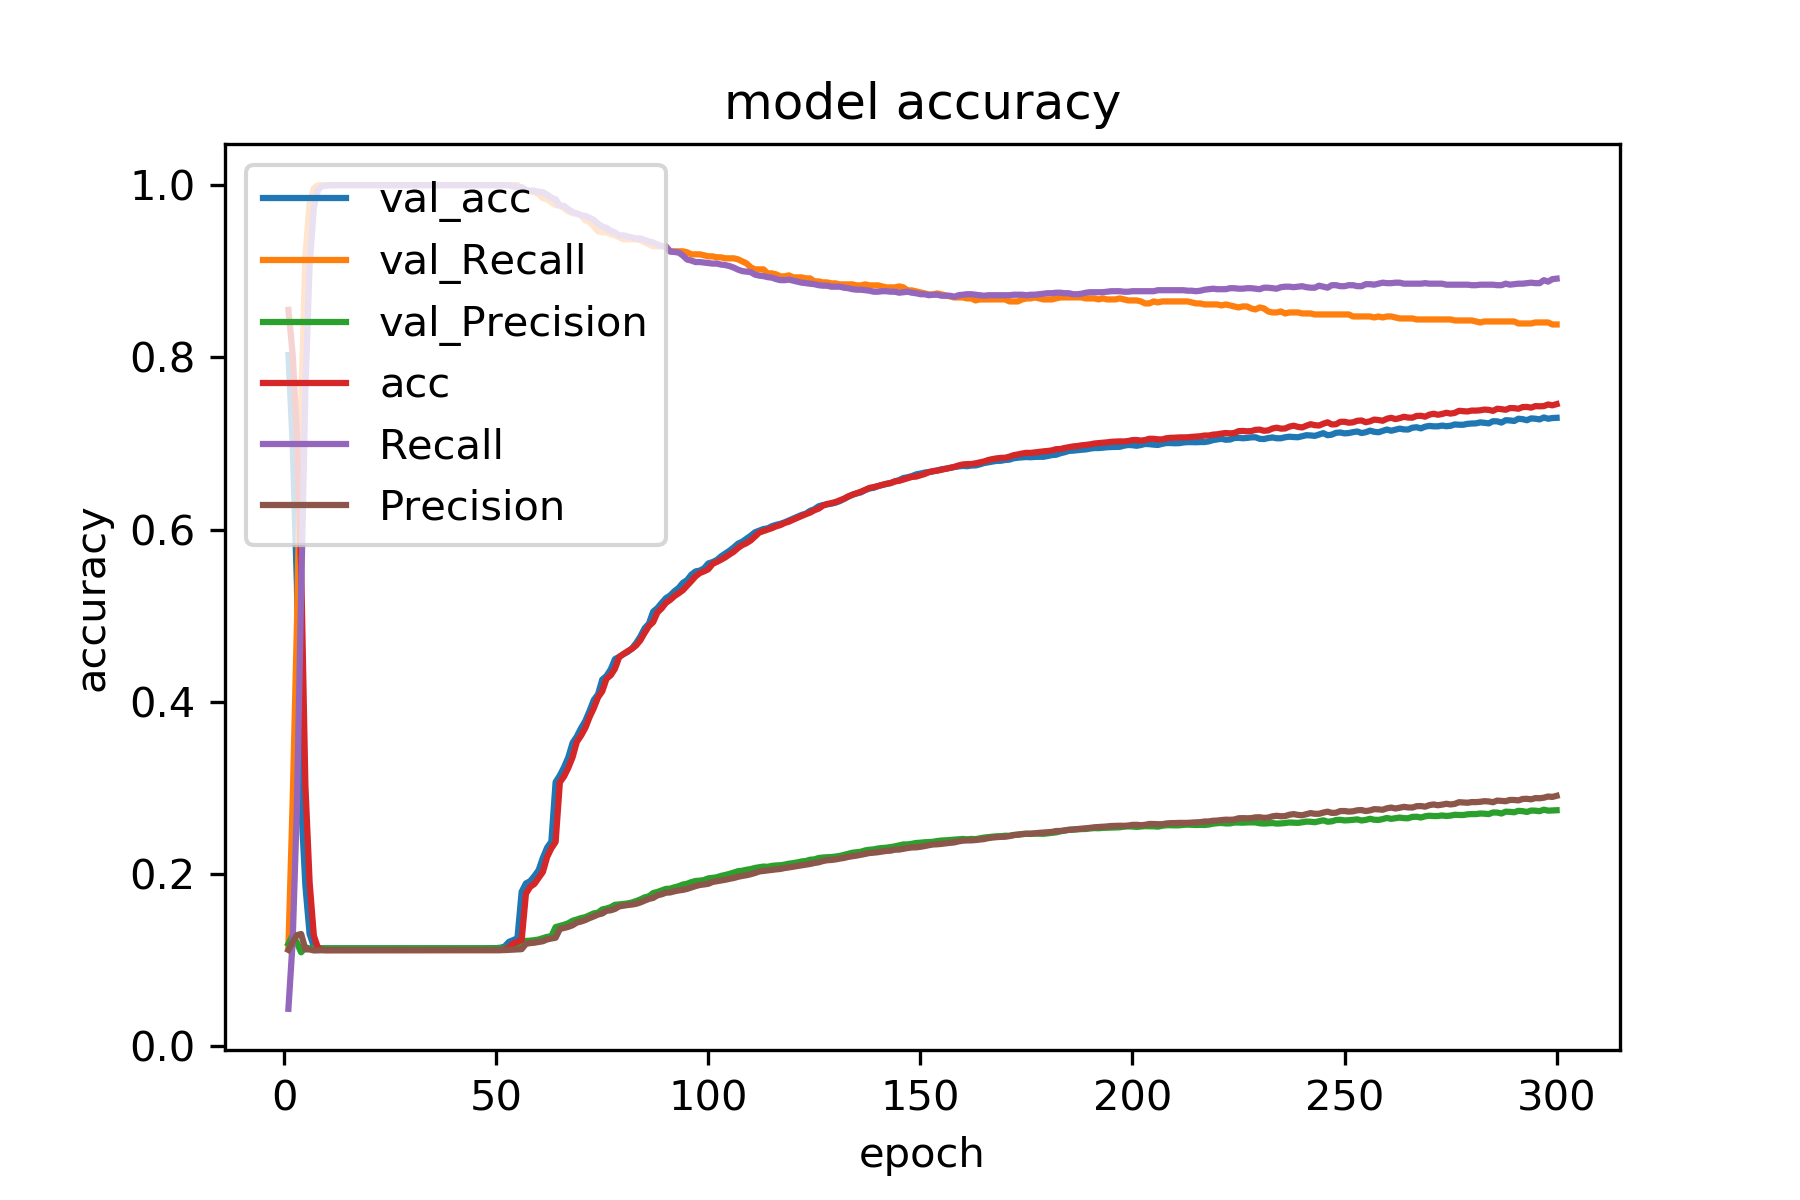 model accuracy
accuracy
1.0
0.8
0.6
0.4
0.2
0.0
val_acc
val_Recall
val_Precision
acc
Recall
Precision
0 50 100 150 200 250 300
epoch